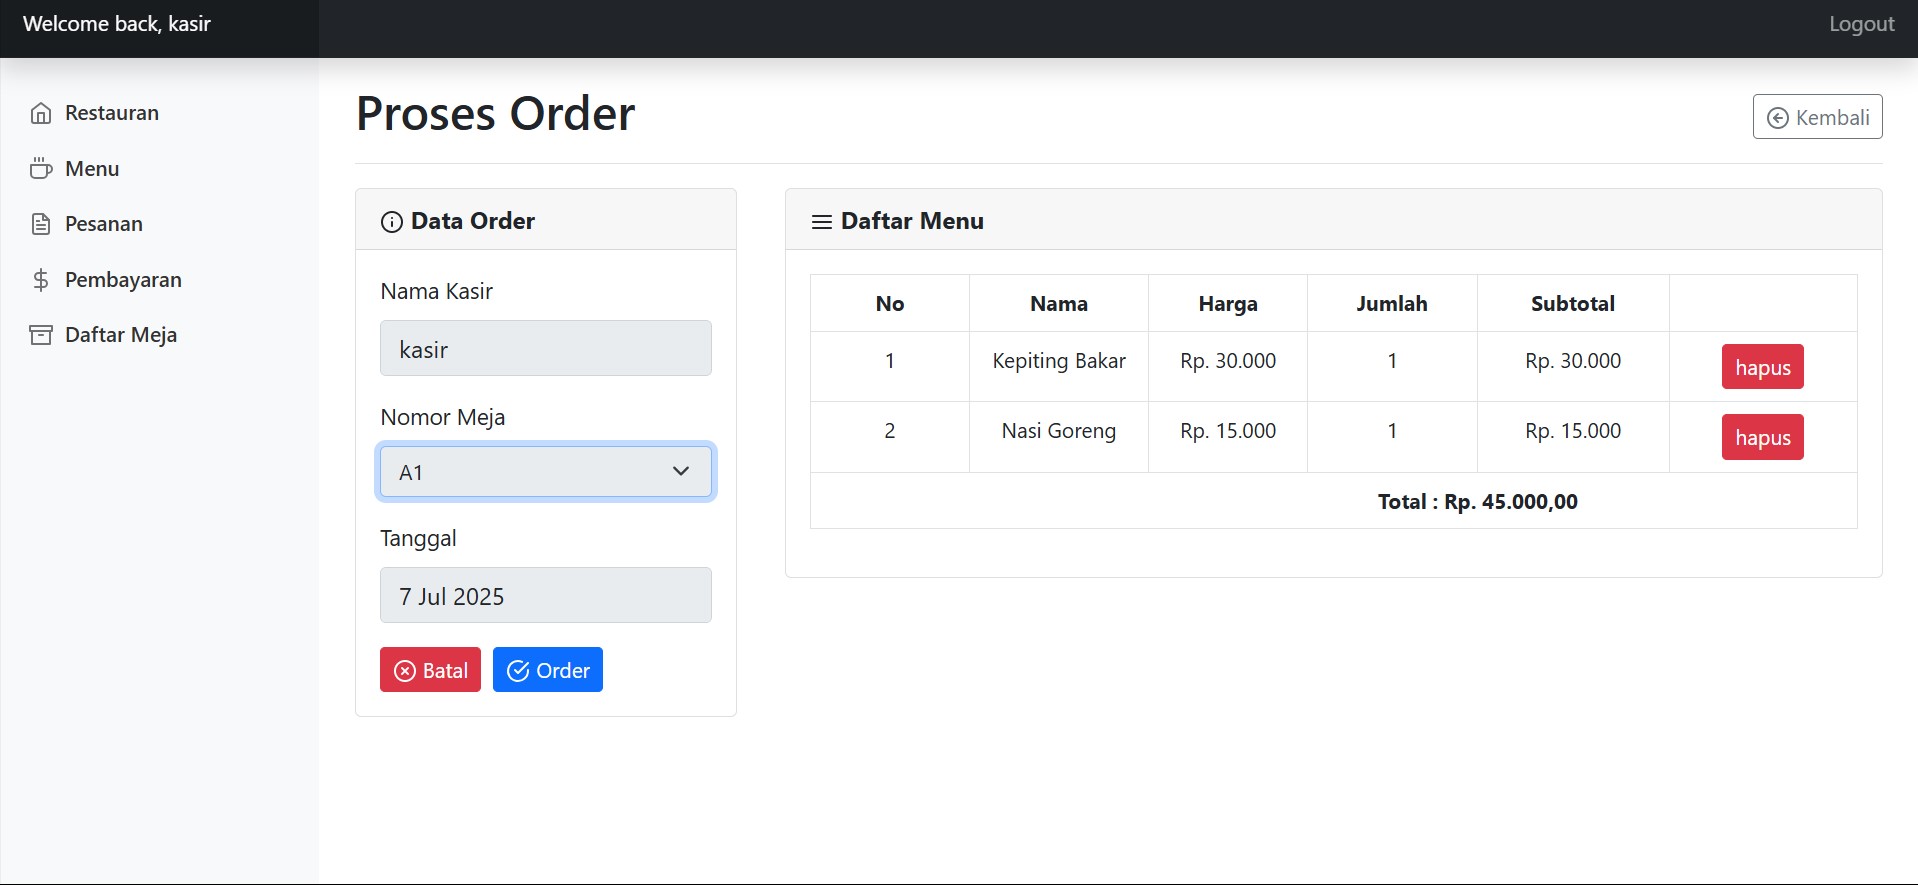 Welcome back, kasir
Logout
Restauran
Menu
Pesanan
Pembayaran
Daftar Meja
Proses Order
Kembali
Data Order
Nama Kasir
kasir
Nomor Meja
A1
Tanggal
7 Jul 2025
Batal Order
Daftar Menu
No Nama Harga Jumlah Subtotal
1 Kepiting Bakar Rp. 30.000 1 Rp. 30.000 hapus
2 Nasi Goreng Rp. 15.000 1 Rp. 15.000 hapus
Total : Rp. 45.000,00